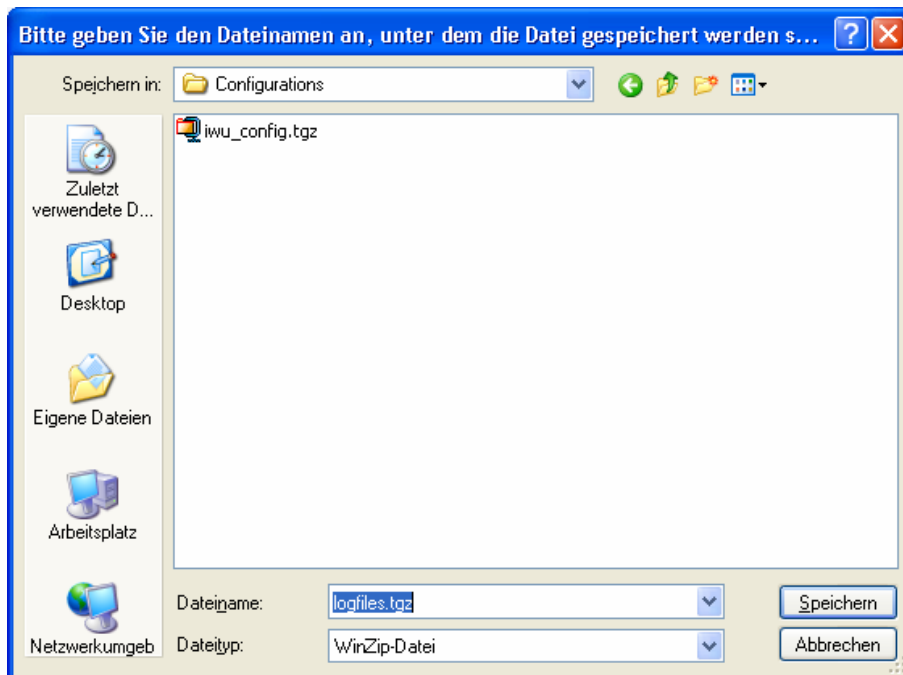 Bitte geben Sie den Dateinamen an, unter dem die Datei gespeichert werden s...
Speichern in:
Configurations
iwu_config.tgz
Zuletzt
verwendete D...
Desktop
Eigene Dateien
Arbeitsplatz
Netzwerkumgeb
Dateiname:
logfiles.tgz
Speichern
Dateityp:
WinZip-Datei
Abbrechen